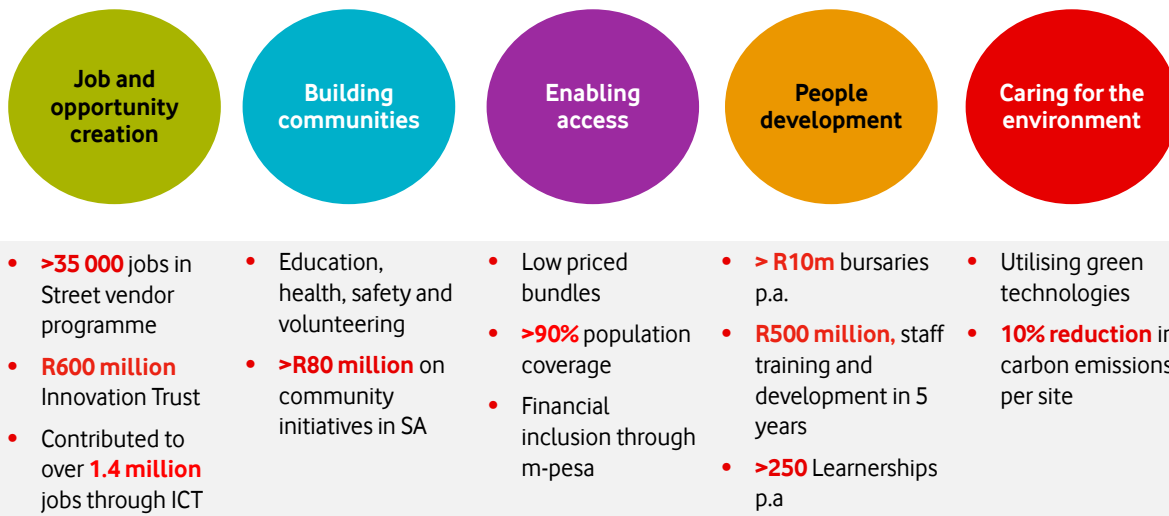 Job and
opportunity
creation
Building
communities
Enabling
access
People
development
Caring for the
environment
• >35 000 jobs in
Street vendor
programme
• R600 million
Innovation Trust
• Contributed to
over 1.4 million
jobs through ICT
• Education,
health, safety and
volunteering
• >R80 million on
community
initiatives in SA
• Low priced
bundles
• >90% population
coverage
• Financial
inclusion through
m-pesa
• > R10m bursaries
p.a.
• R500 million, staff
training and
development in 5
years
• >250 Learnerships
p.a
• Utilising green
technologies
• 10% reduction in
carbon emissions
per site